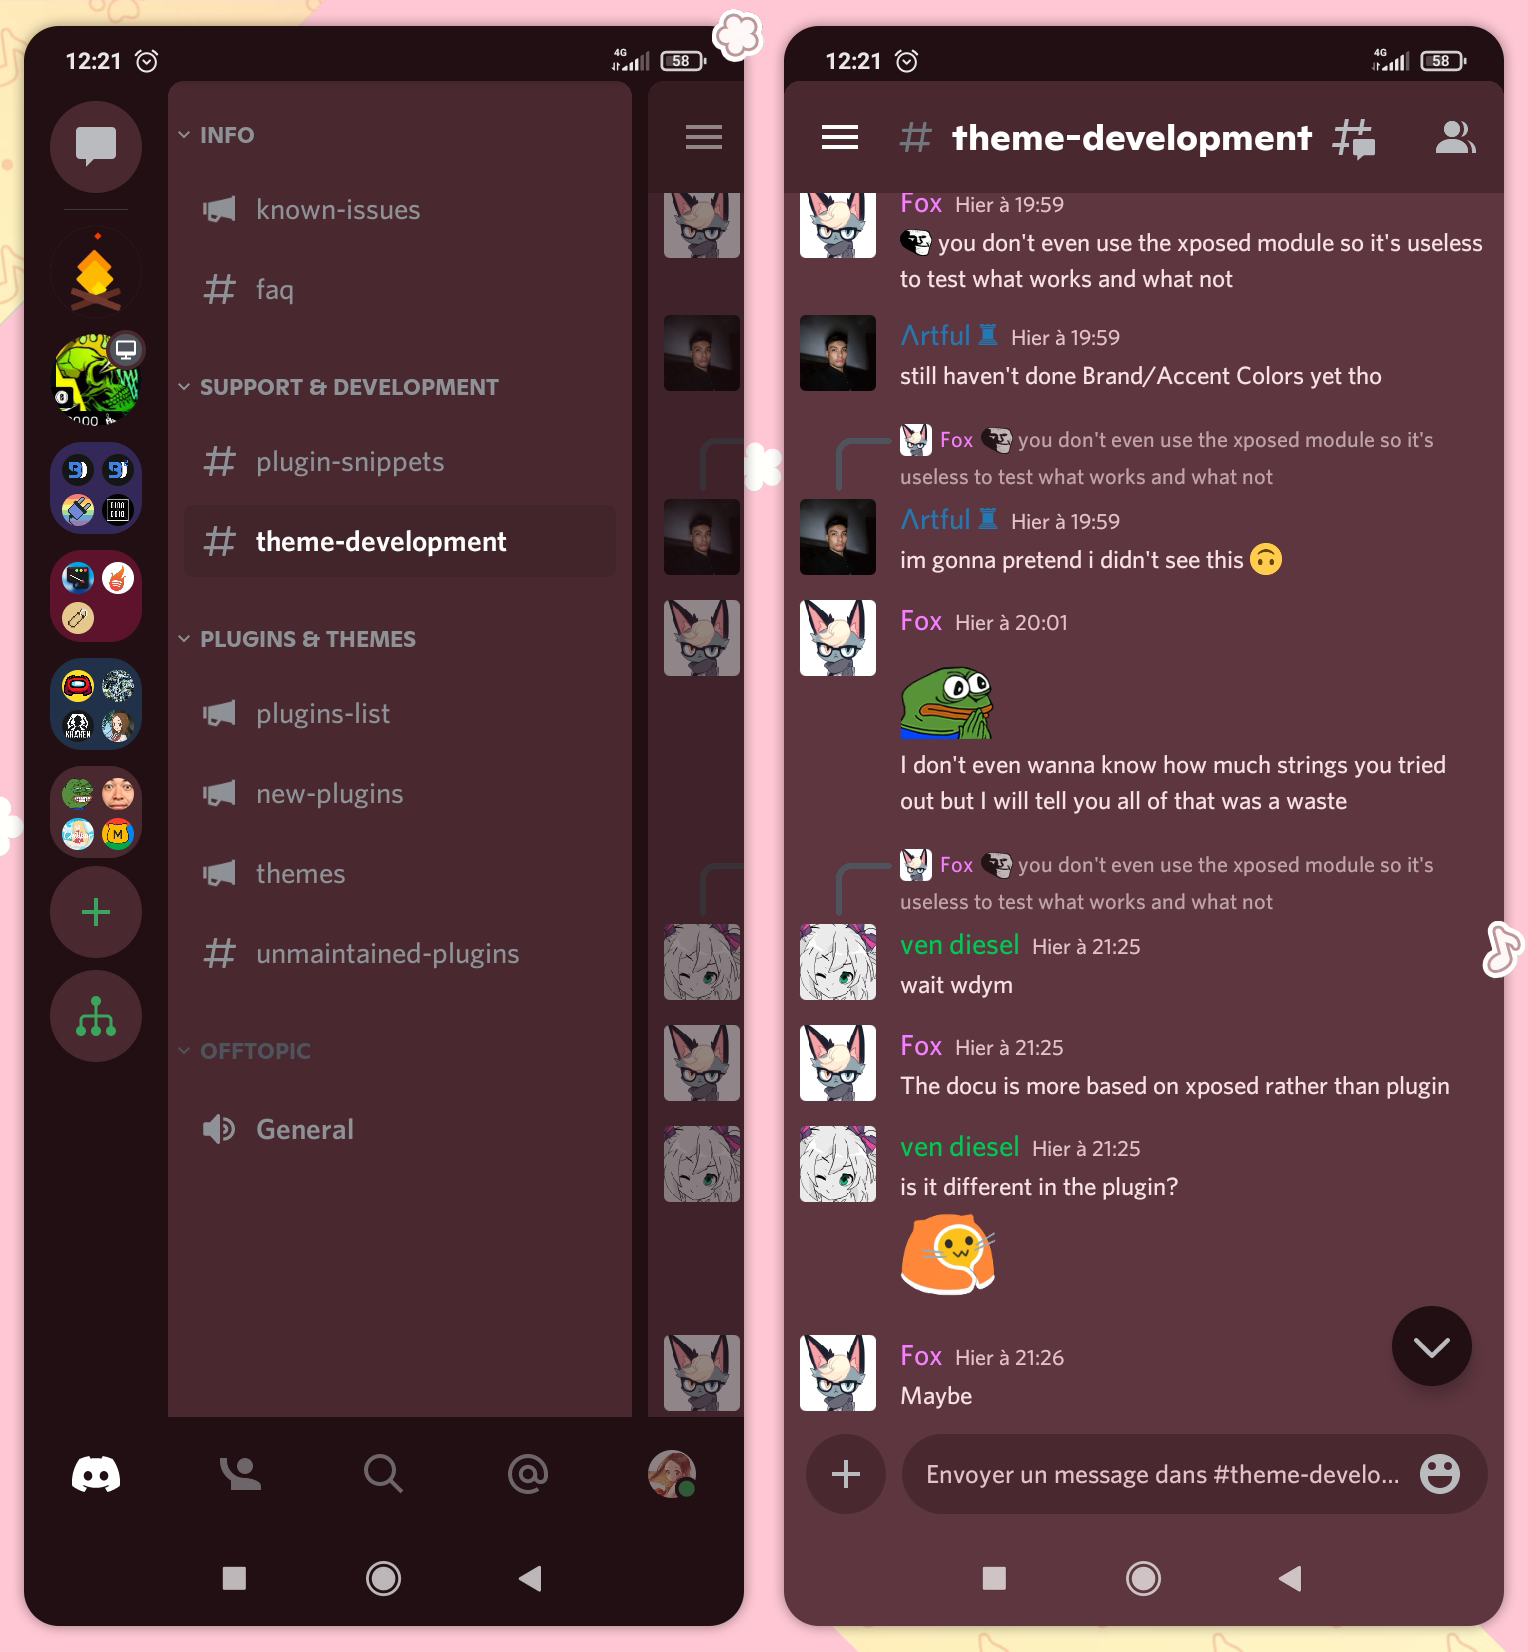 12:21
4G
58
INFO
known-issues
faq
SUPPORT & DEVELOPMENT
plugin-snippets
theme-development
PLUGINS & THEMES
plugins-list
new-plugins
themes
unmaintained-plugins
OFFTOPIC
General
12:21
4G
58
theme-development
Fox Hier à 19:59
you don't even use the xposed module so it's useless
to test what works and what not
Λrtful Hier à 19:59
still haven't done Brand/Accent Colors yet tho
Fox you don't even use the xposed module so it's
useless to test what works and what not
Λrtful Hier à 19:59
im gonna pretend i didn't see this
Fox Hier à 20:01
I don't even wanna know how much strings you tried
out but I will tell you all of that was a waste
Fox you don't even use the xposed module so it's
useless to test what works and what not
ven diesel Hier à 21:25
wait wdym
Fox Hier à 21:25
The docu is more based on xposed rather than plugin
ven diesel Hier à 21:25
is it different in the plugin?
Fox Hier à 21:26
Maybe
Envoyer un message dans #theme-develo...